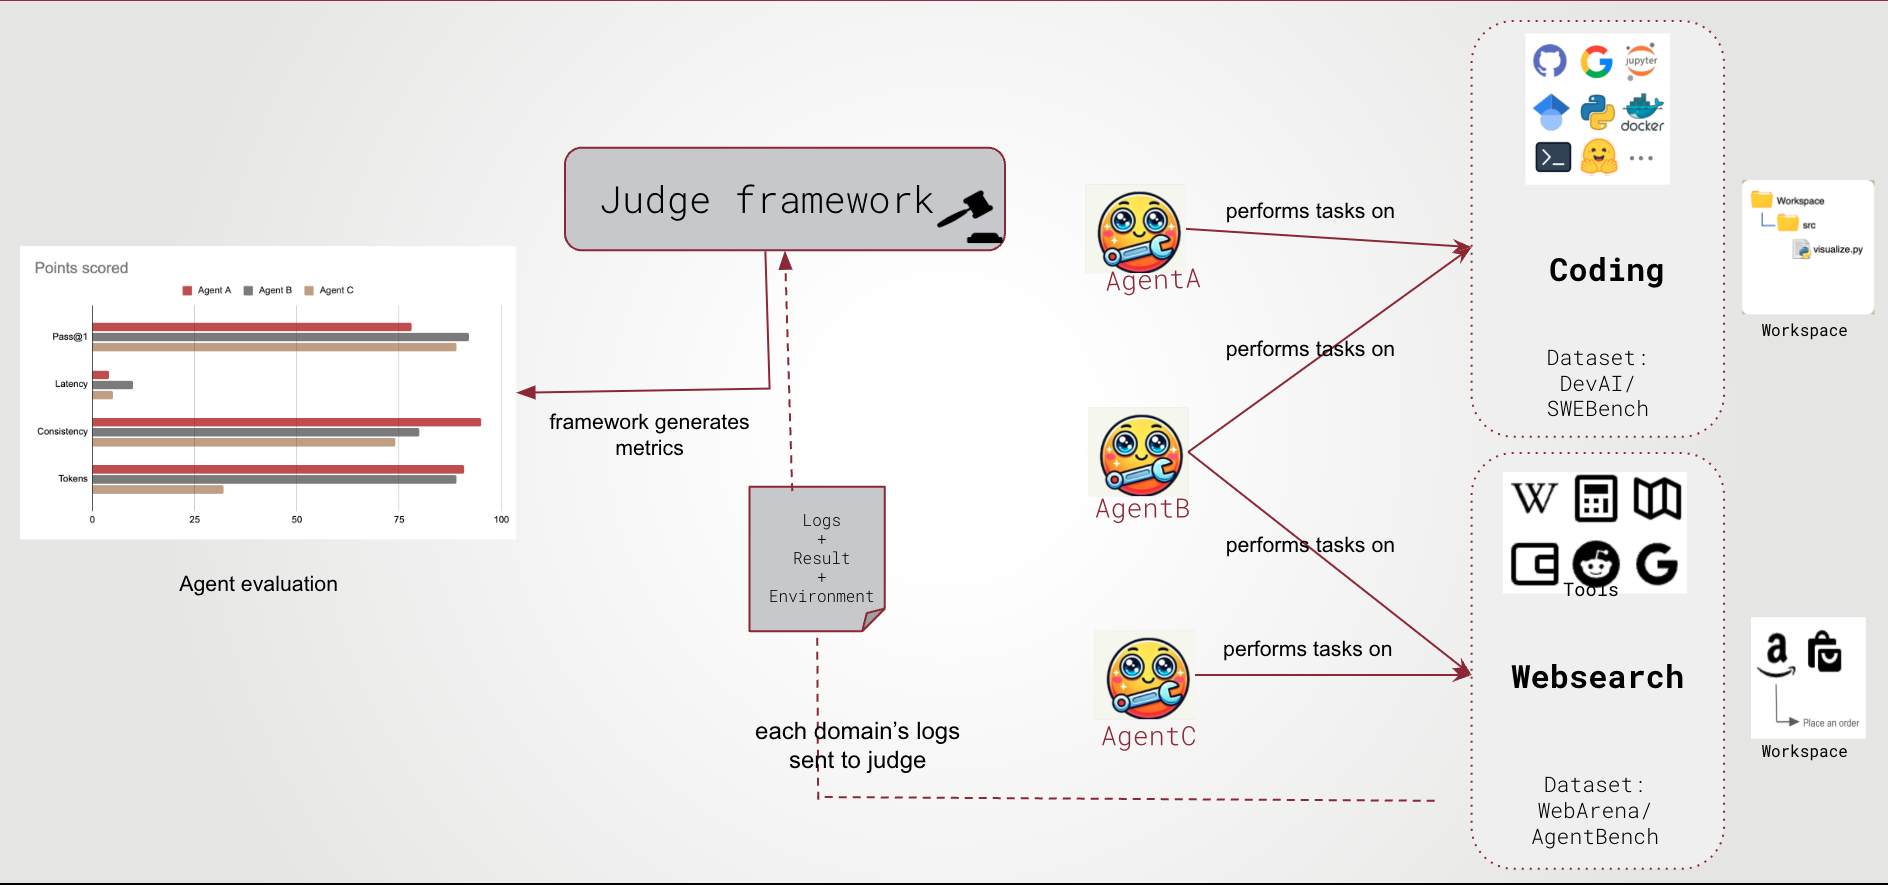 Judge framework
Points scored
Agent A
Agent B
Agent C
Pass@1
Latency
Consistency
Tokens
0
25
50
75
100
Agent evaluation
framework generates
metrics
Logs
+
Result
+
Environment
each domain's logs
sent to judge
AgentA
AgentB
AgentC
performs tasks on
performs tasks on
performs tasks on
performs tasks on
jupyter
docker
Coding
Dataset:
DevAI/
SWEBench
Workspace
src
visualize.py
Workspace
W
Tools
Websearch
Dataset:
WebArena/
AgentBench
a
Place an order
Workspace